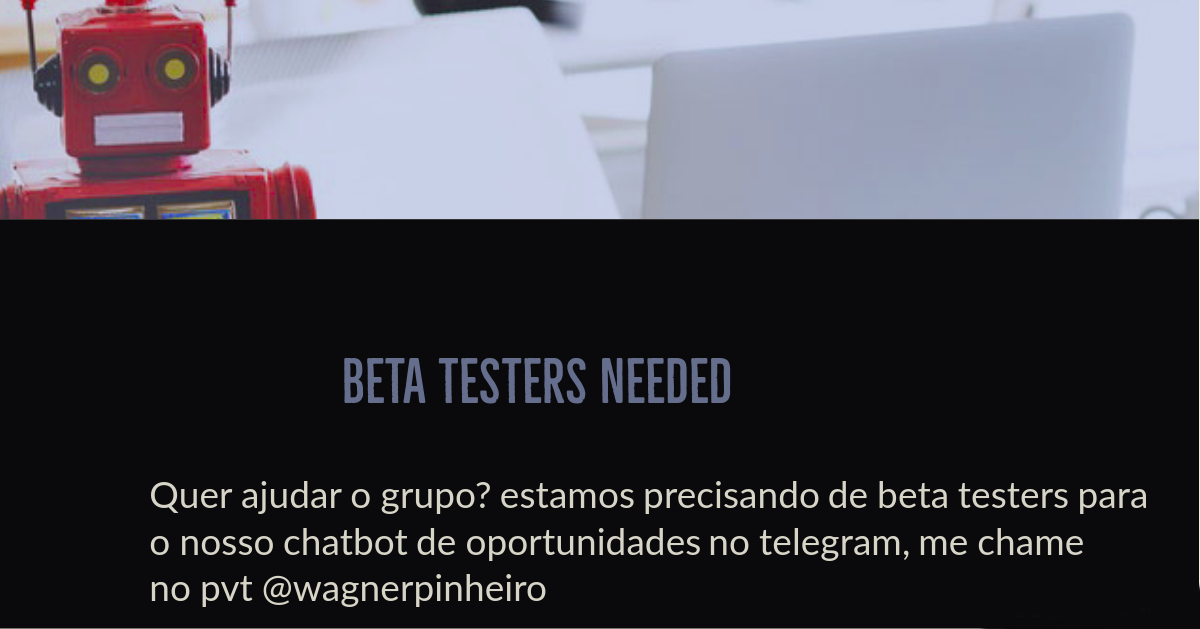 BETA TESTERS NEEDED
Quer ajudar o grupo? estamos precisando de beta testers para
o nosso chatbot de oportunidades no telegram, me chame
no pvt @wagnerpinheiro